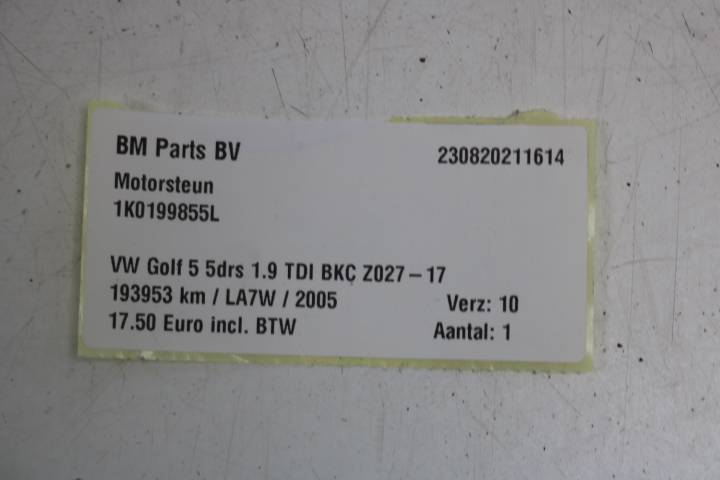 BM Parts BV 230820211614
Motorsteun
1K0199855L
VW Golf 5 5drs 1.9 TDI BKC Z027-17
193953 km / LA7W / 2005 Verz: 10
17.50 Euro incl. BTW Aantal: 1